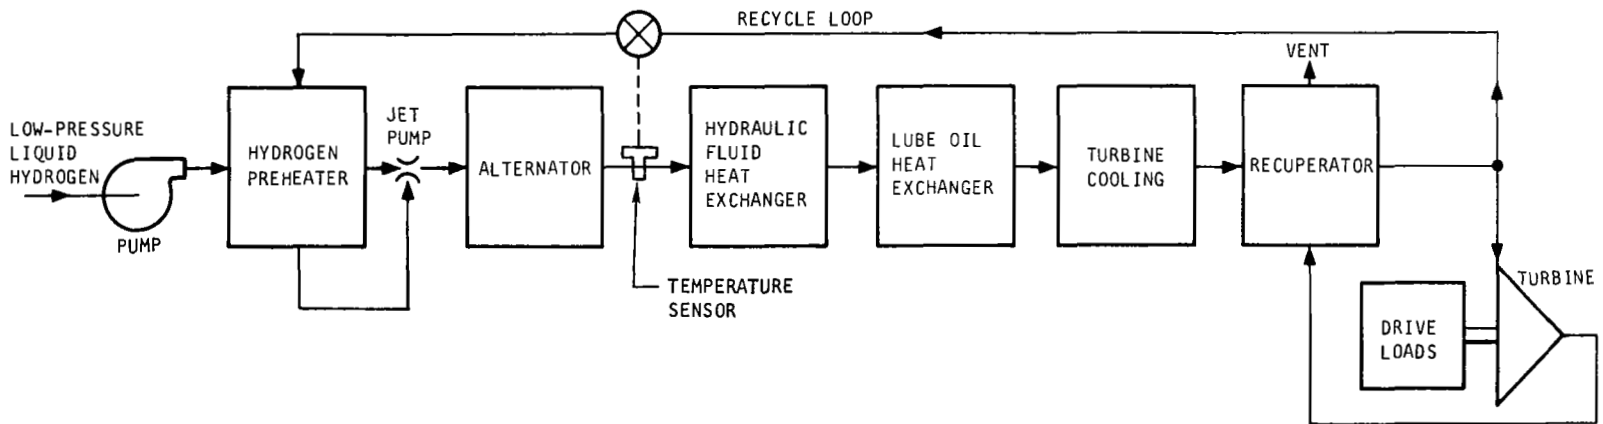 RECYCLE LOOP
VENT
LOW-PRESSURE
LIQUID
HYDROGEN
PUMP
HYDROGEN
PREHEATER
JET
PUMP
ALTERNATOR
TEMPERATURE
SENSOR
HYDRAULIC
FLUID
HEAT
EXCHANGER
LUBE OIL
HEAT
EXCHANGER
TURBINE
COOLING
RECUPERATOR
TURBINE
DRIVE
LOADS